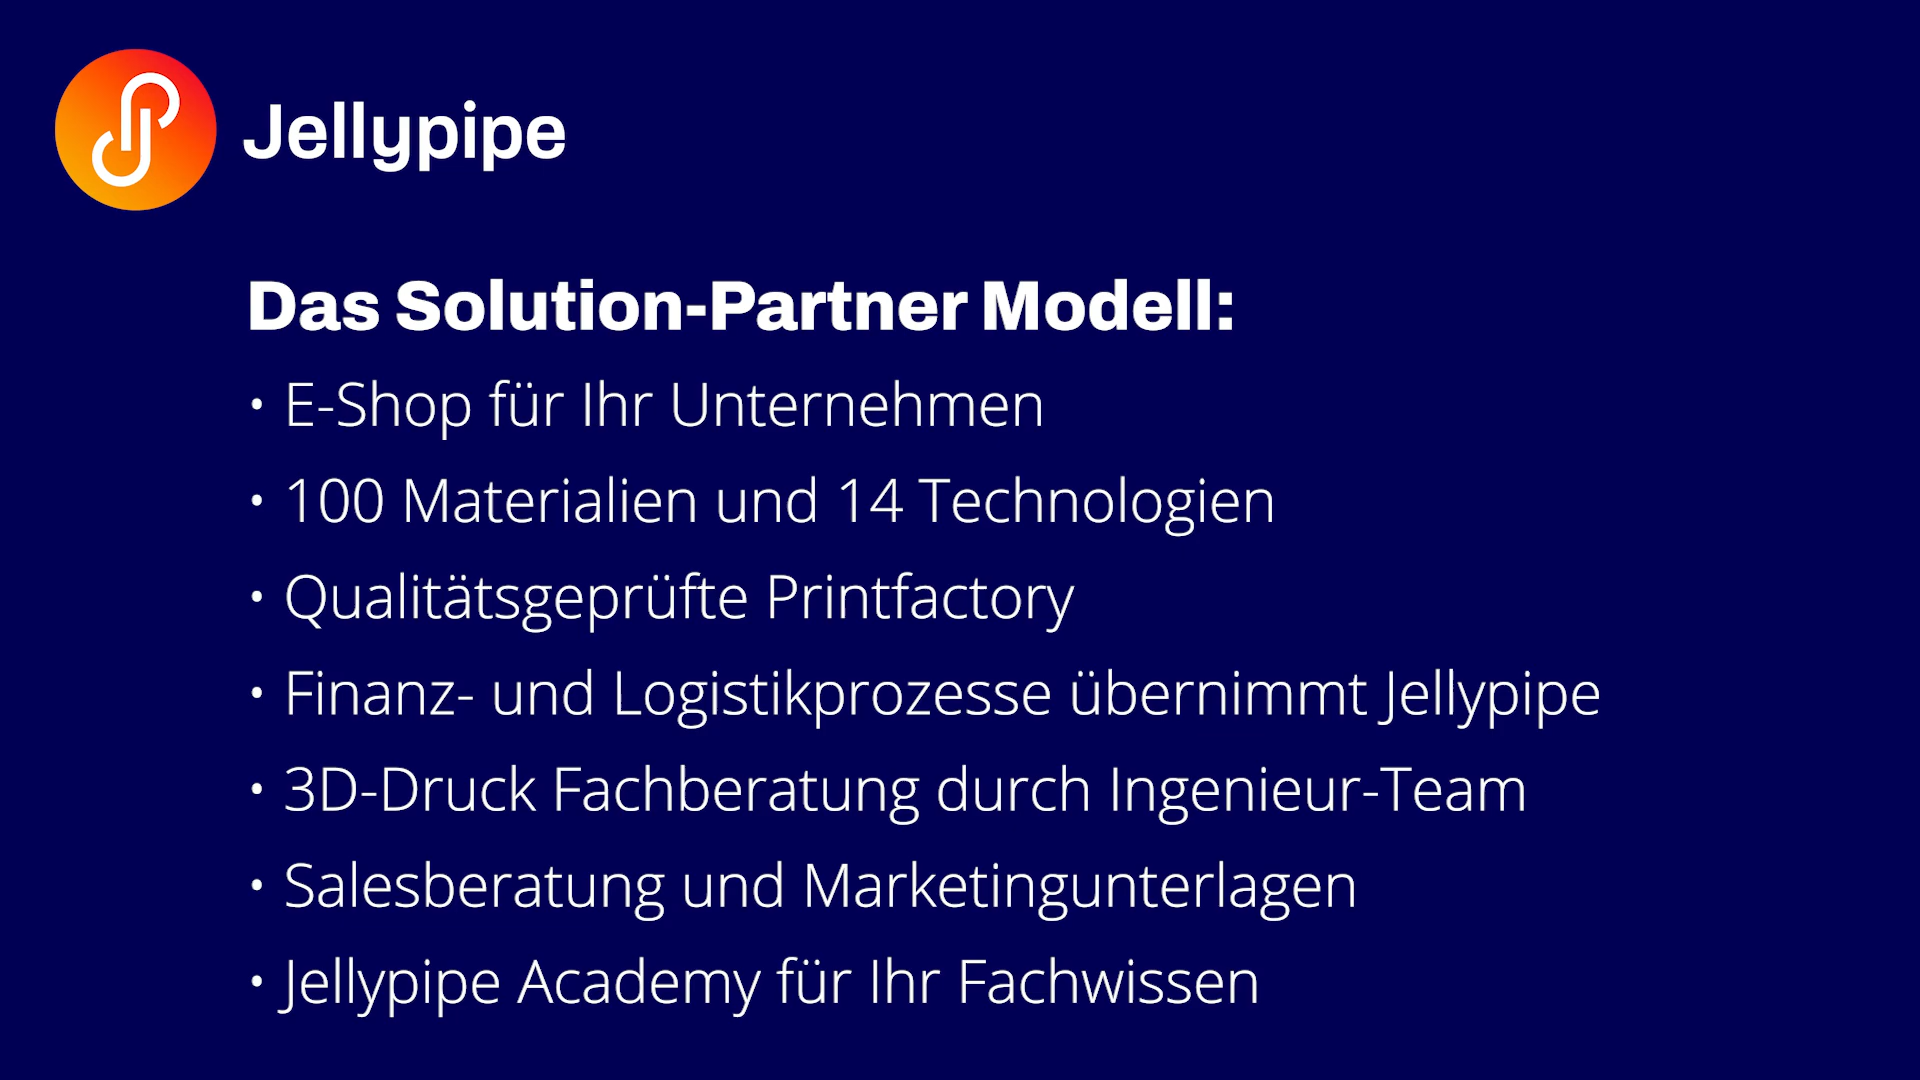 Jellypipe
Das Solution-Partner Modell:
• E-Shop für Ihr Unternehmen
• 100 Materialien und 14 Technologien
• Qualitätsgeprüfte Printfactory
• Finanz- und Logistikprozesse übernimmt Jellypipe
• 3D-Druck Fachberatung durch Ingenieur-Team
• Salesberatung und Marketingunterlagen
• Jellypipe Academy für Ihr Fachwissen